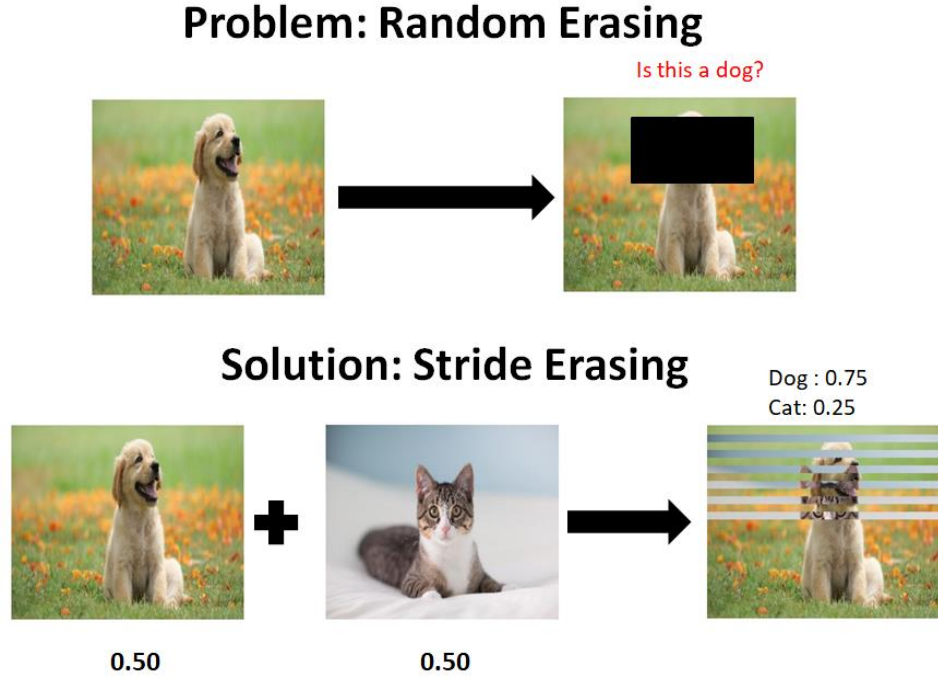 Problem: Random Erasing
Is this a dog?
Solution: Stride Erasing
Dog : 0.75
Cat: 0.25
0.50
0.50